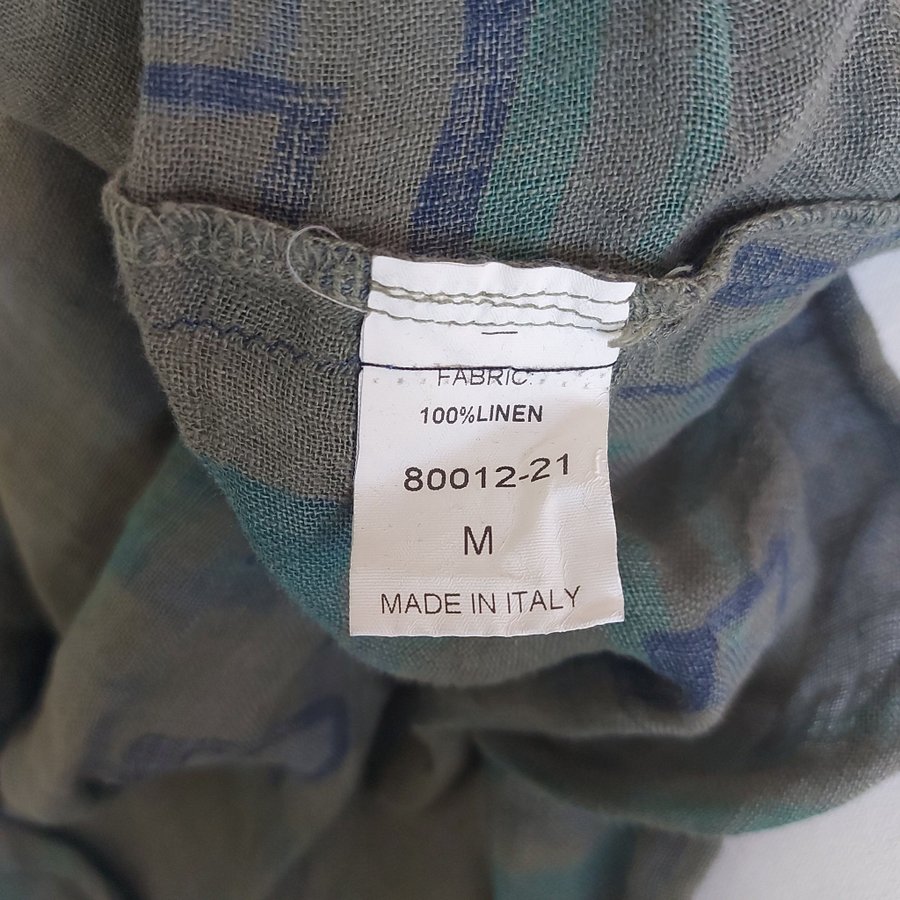 FABRIC:
100%LINEN
80012-21
M
MADE IN ITALY